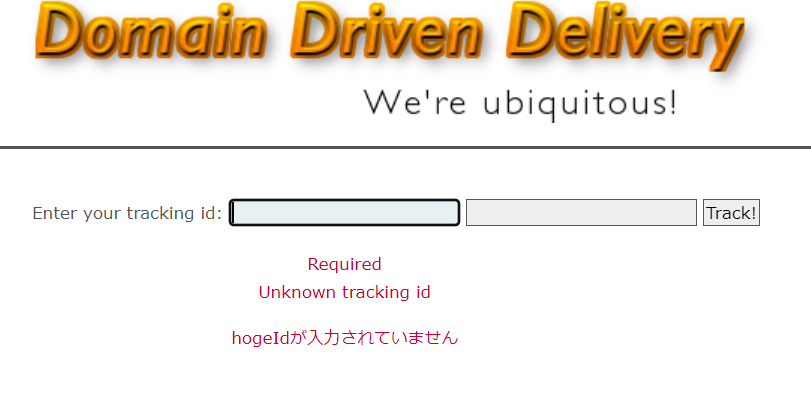 Domain Driven Delivery
We're ubiquitous!
Enter your tracking id: Track!
Required
Unknown tracking id
hogeIdが入力されていません